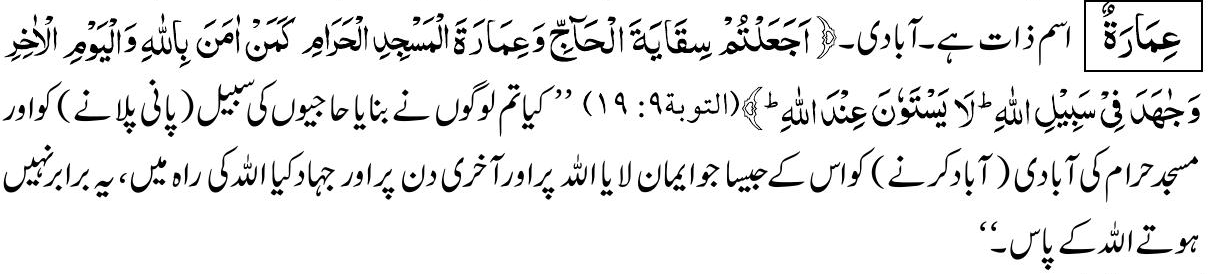 عِمَارَةٌ اسم ذات ہے۔ آبادی۔ ﴿اَجَعَلْتُمْ سِقَايَةَ الْحَآجِّ وَعِمَارَةَ الْمَسْجِدِ الْحَرَامِ كَمَنْ اٰمَنَ بِاللّٰهِ وَالْيَوْمِ الْاٰخِرِ
وَجٰهَدَ فِيْ سَبِيْلِ اللّٰهِ ؕ لَا يَسْتَوٗنَ عِنْدَ اللّٰهِ ؕ﴾ (التوبة ۹: ۱۹) ’’کیا تم لوگوں نے بنایا حاجیوں کی سبیل (پانی پلانے) کو اور
مسجد حرام کی آبادی (آباد کرنے) کو اس کے جیسا جو ایمان لایا اللہ پر اور آخری دن پر اور جہاد کیا اللہ کی راہ میں، یہ برابر نہیں
ہوتے اللہ کے پاس۔‘‘